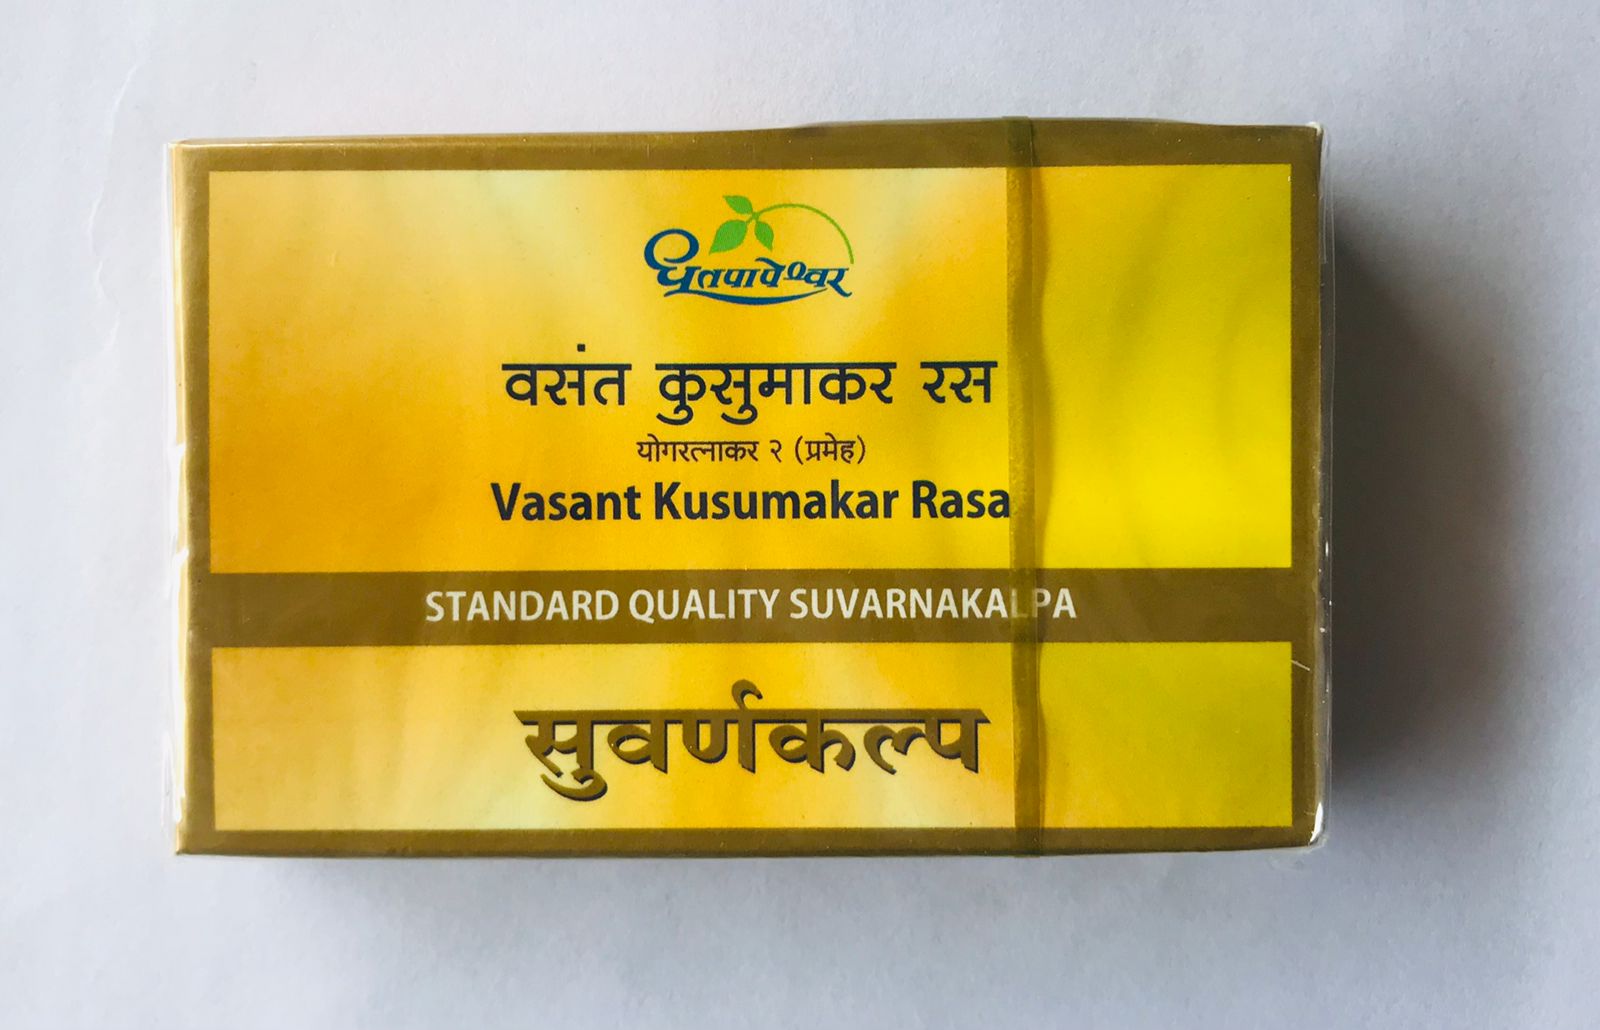 धूतपापेश्वर
वसंत कुसुमाकर रस
योगरत्नाकर २ (प्रमेह)
Vasant Kusumakar Rasa
STANDARD QUALITY SUVARNAKALPA
सुवर्णकल्प